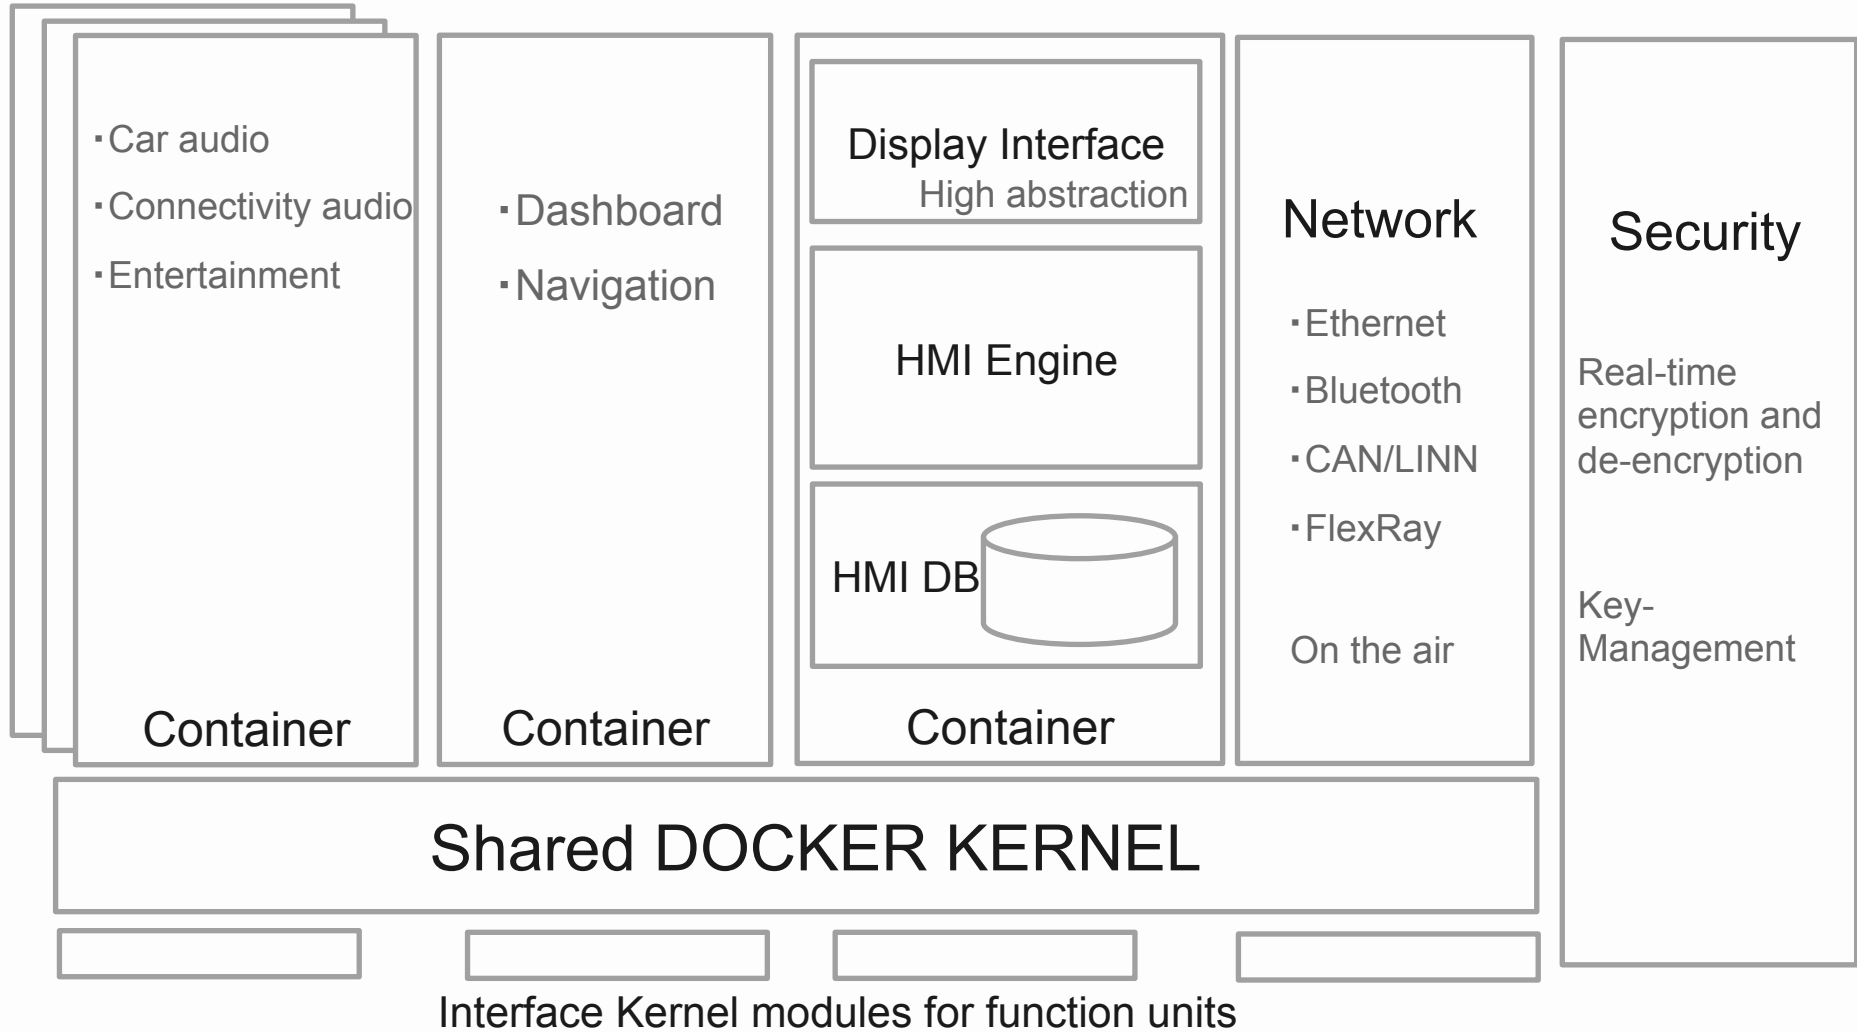 ·Car audio
·Connectivity audio
·Entertainment
Container
·Dashboard
·Navigation
Container
Display Interface
High abstraction
HMI Engine
HMI DB
Container
Network
·Ethernet
·Bluetooth
·CAN/LINN
·FlexRay
On the air
Security
Real-time
encryption and
de-encryption
Key-
Management
Shared DOCKER KERNEL
Interface Kernel modules for function units